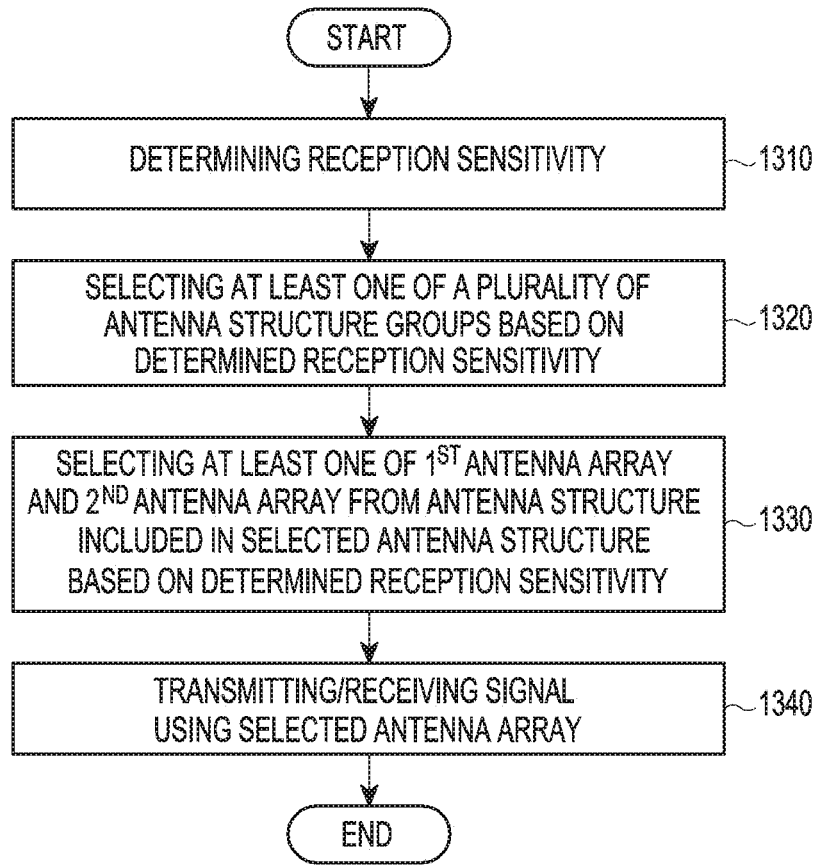 START
DETERMINING RECEPTION SENSITIVITY
1310
SELECTING AT LEAST ONE OF A PLURALITY OF
ANTENNA STRUCTURE GROUPS BASED ON
DETERMINED RECEPTION SENSITIVITY
1320
SELECTING AT LEAST ONE OF 1ST ANTENNA ARRAY
AND 2ND ANTENNA ARRAY FROM ANTENNA STRUCTURE
INCLUDED IN SELECTED ANTENNA STRUCTURE
BASED ON DETERMINED RECEPTION SENSITIVITY
1330
TRANSMITTING/RECEIVING SIGNAL
USING SELECTED ANTENNA ARRAY
1340
END